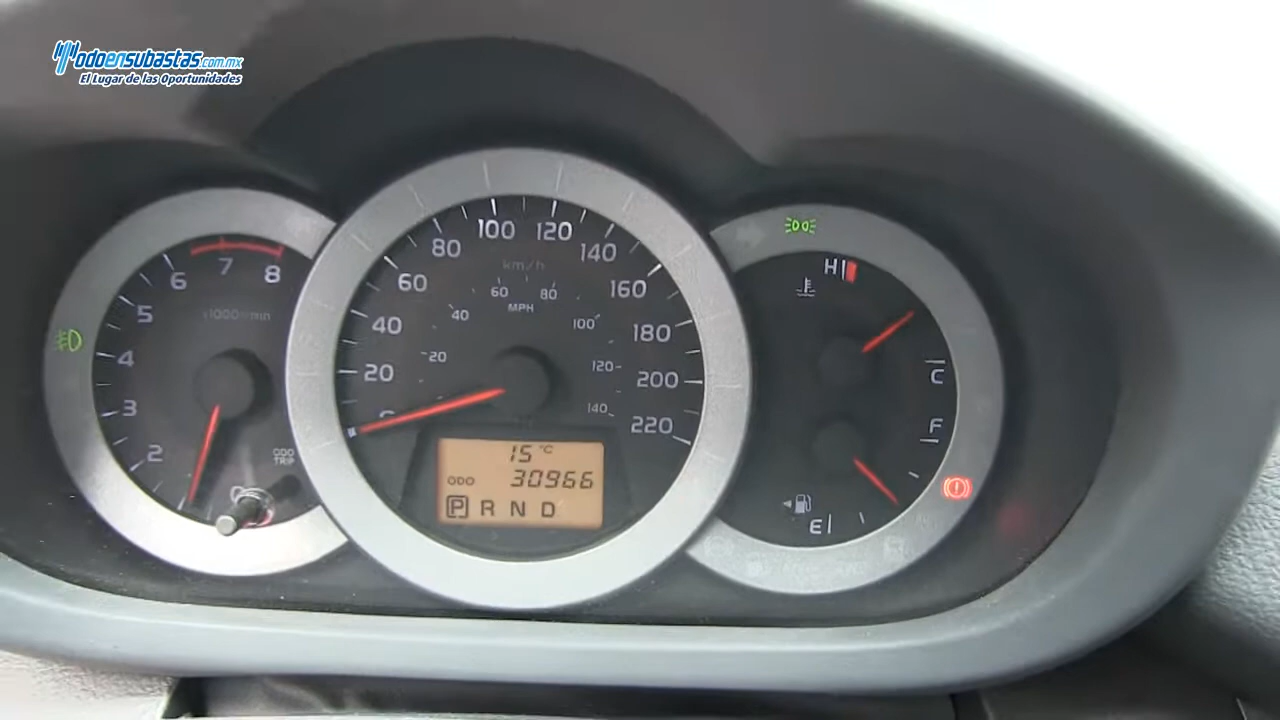 Todoensubastas.com.mx
El Lugar de las Oportunidades
2
3
4
5
6
7
8
x1000r/min
ODO
TRIP
0
20
40
60
80
100
120
140
160
180
200
220
km/h
20
40
60
80
100
120
140
MPH
15°C
ODO 30966
P R N D
H
C
F
E